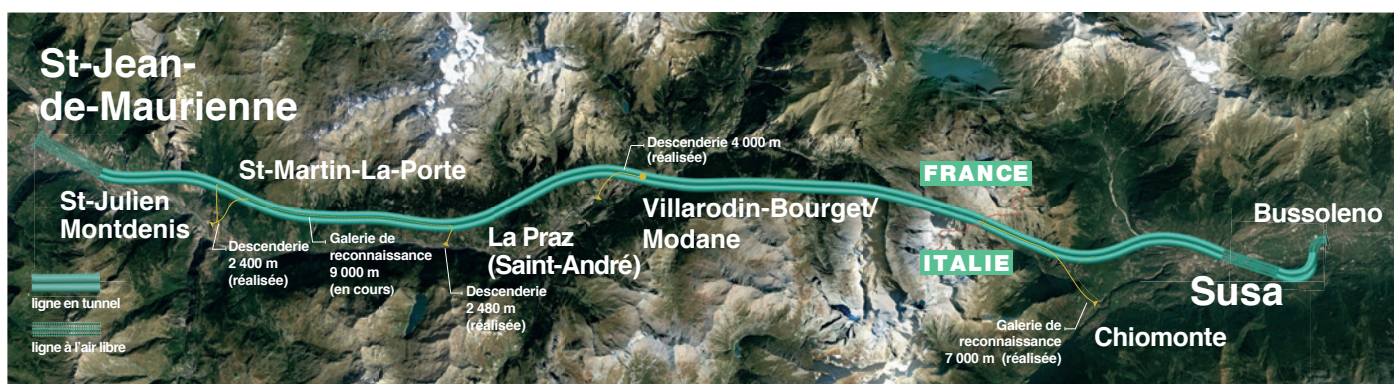 St-Jean-
de-Maurienne
St-Martin-La-Porte
St-Julien
Montdenis
Descenderie
2 400 m
(réalisée)
Galerie de
reconnaissance
9 000 m
(en cours)
La Praz
(Saint-André)
Descenderie
2 480 m
(réalisée)
Descenderie 4 000 m
(réalisée)
Villarodin-Bourget/
Modane
FRANCE
ITALIE
Galerie de
reconnaissance
7 000 m (réalisée)
Chiomonte
Susa
Bussoleno
ligne en tunnel
ligne à l'air libre